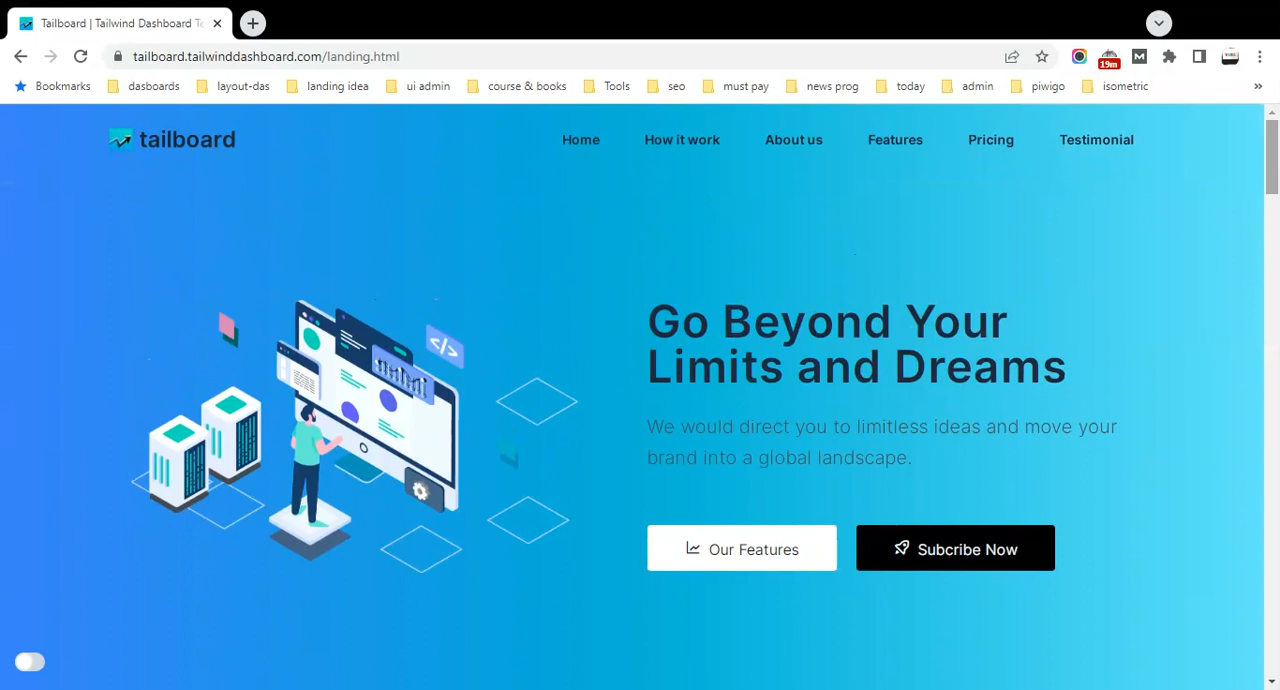 Tailboard | Tailwind Dashboard Te
tailboard.tailwinddashboard.com/landing.html
19m
M
Bookmarks dasboards layout-das landing idea ui admin course & books Tools seo must pay news prog today admin piwigo isometric »
tailboard Home How it work About us Features Pricing Testimonial
</>
Go Beyond Your
Limits and Dreams
We would direct you to limitless ideas and move your
brand into a global landscape.
Our Features Subcribe Now